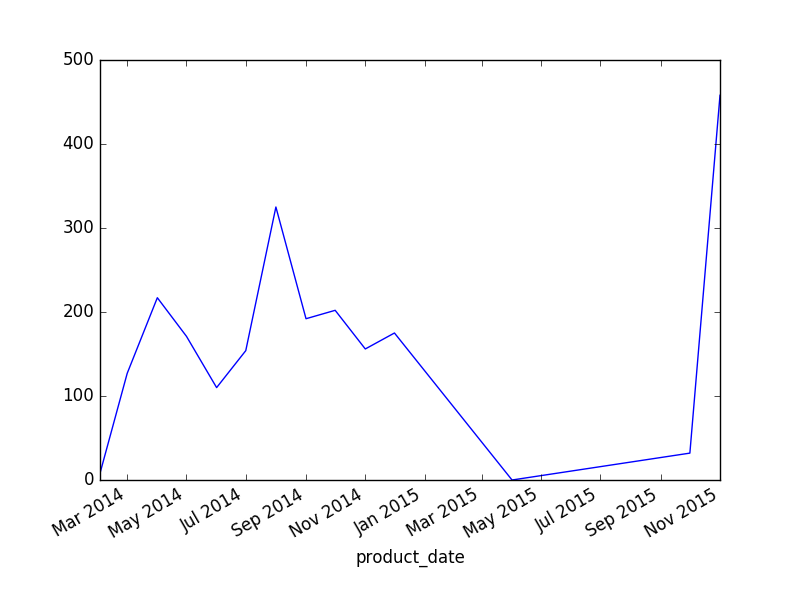 500
400
300
200
100
0
Mar 2014
May 2014
Jul 2014
Sep 2014
Nov 2014
Jan 2015
Mar 2015
May 2015
Jul 2015
Sep 2015
Nov 2015
product_date